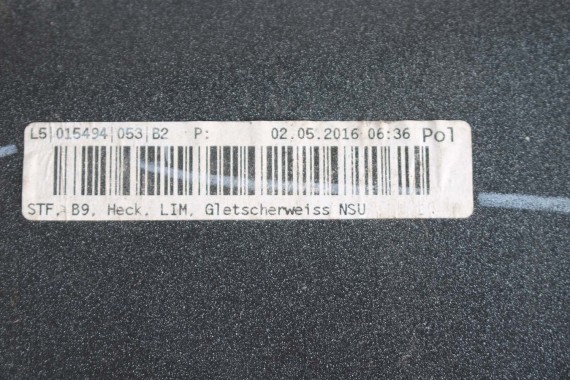 L5|015494|053|B2 P: 02.05.2016 06:36 Pol
STF, B9, Heck, LIM, Gletscherweiss NSU